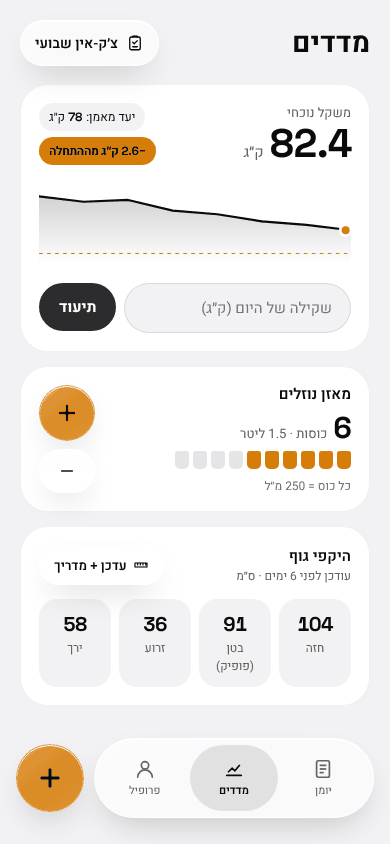 מדדים
צ׳ק-אין שבועי
משקל נוכחי
82.4 ק״ג
יעד מאמן: 78 ק״ג
−2.6 ק״ג מההתחלה
שקילה של היום (ק״ג)
תיעוד
מאזן נוזלים
6 כוסות · 1.5 ליטר
כל כוס = 250 מ״ל
היקפי גוף
עודכן לפני 6 ימים · ס״מ
עדכן + מדריך
104
חזה
91
בטן
(פופיק)
36
זרוע
58
ירך
יומן
מדדים
פרופיל